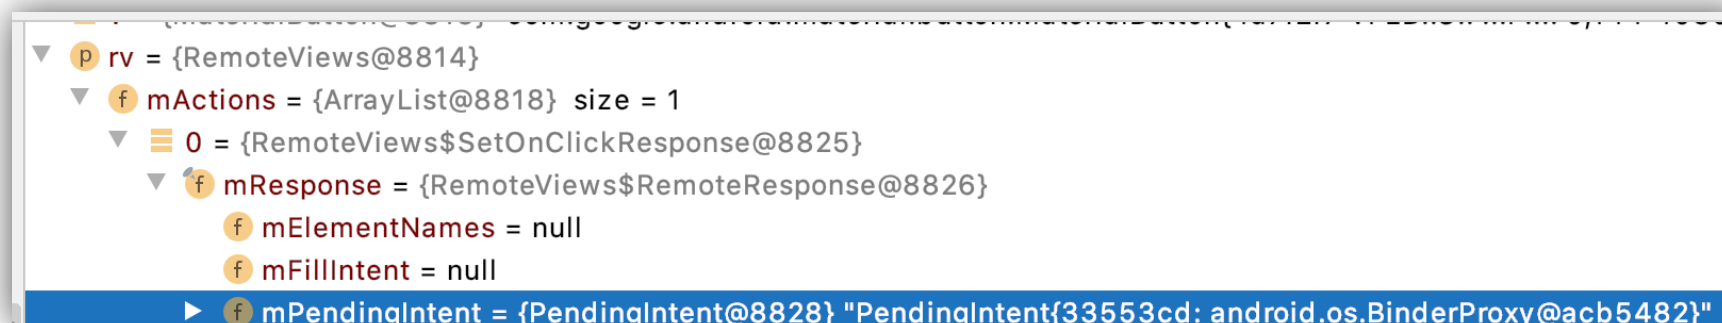 p rv = {RemoteViews@8814}
f mActions = {ArrayList@8818} size = 1
0 = {RemoteViews$SetOnClickResponse@8825}
f mResponse = {RemoteViews$RemoteResponse@8826}
f mElementNames = null
f mFillIntent = null
f mPendingIntent = {PendingIntent@8828} "PendingIntent{33553cd: android.os.BinderProxy@acb5482}"